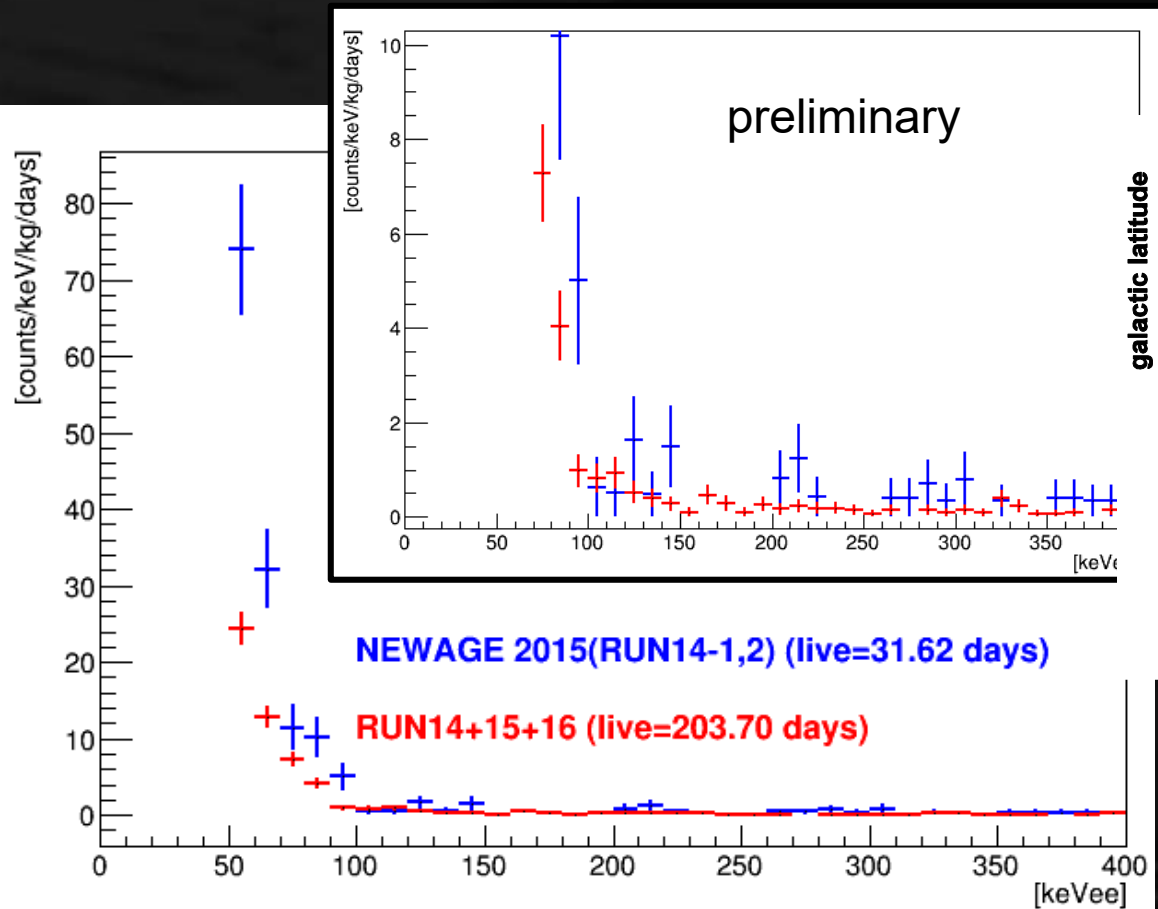 preliminary
[counts/keV/kg/days]
10
8
6
4
2
0
0 50 100 150 200 250 300 350
[keVe
galactic latitude
[counts/keV/kg/days]
80
70
60
50
40
30
20
10
0
NEWAGE 2015(RUN14-1,2) (live=31.62 days)
RUN14+15+16 (live=203.70 days)
0 50 100 150 200 250 300 350 400
[keVee]